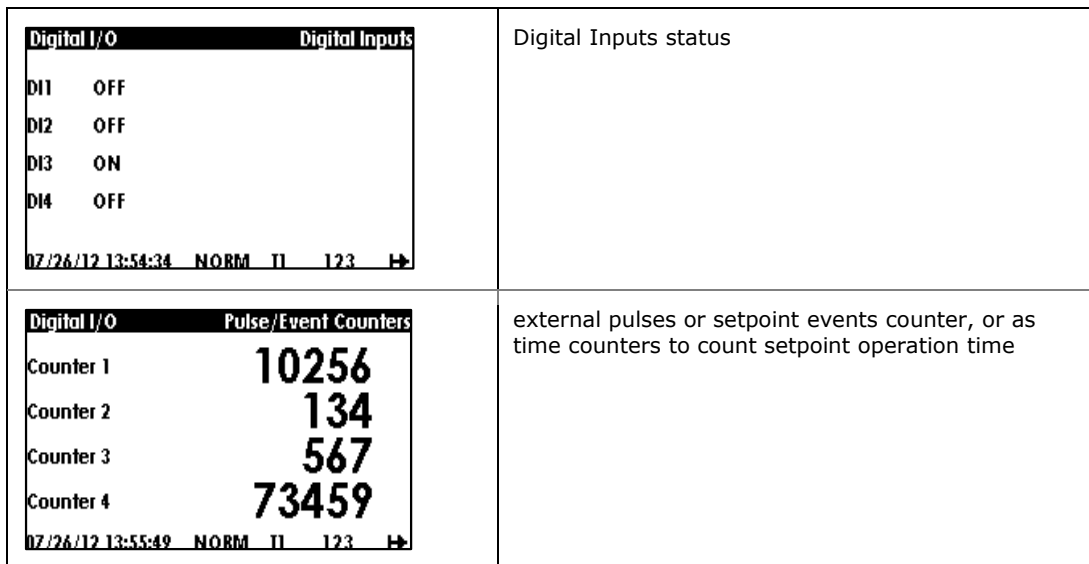 Digital I/O Digital Inputs
Digital Inputs status
DI1 OFF
DI2 OFF
DI3 ON
DI4 OFF
07/26/12 13:54:34 NORM T1 123
Digital I/O Pulse/Event Counters
external pulses or setpoint events counter, or as
time counters to count setpoint operation time
Counter 1 10256
Counter 2 134
Counter 3 567
Counter 4 73459
07/26/12 13:55:49 NORM T1 123